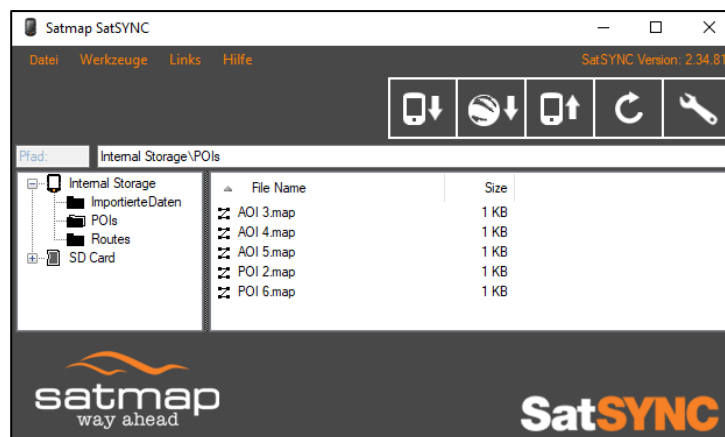 Satmap SatSYNC
Datei Werkzeuge Links Hilfe SatSYNC Version: 2.34.81
Pfad: Internal Storage\POIs
Internal Storage
ImportierteDaten
POIs
Routes
SD Card
File Name Size
AOI 3.map 1 KB
AOI 4.map 1 KB
AOI 5.map 1 KB
POI 2.map 1 KB
POI 6.map 1 KB
satmap
way ahead
SatSYNC